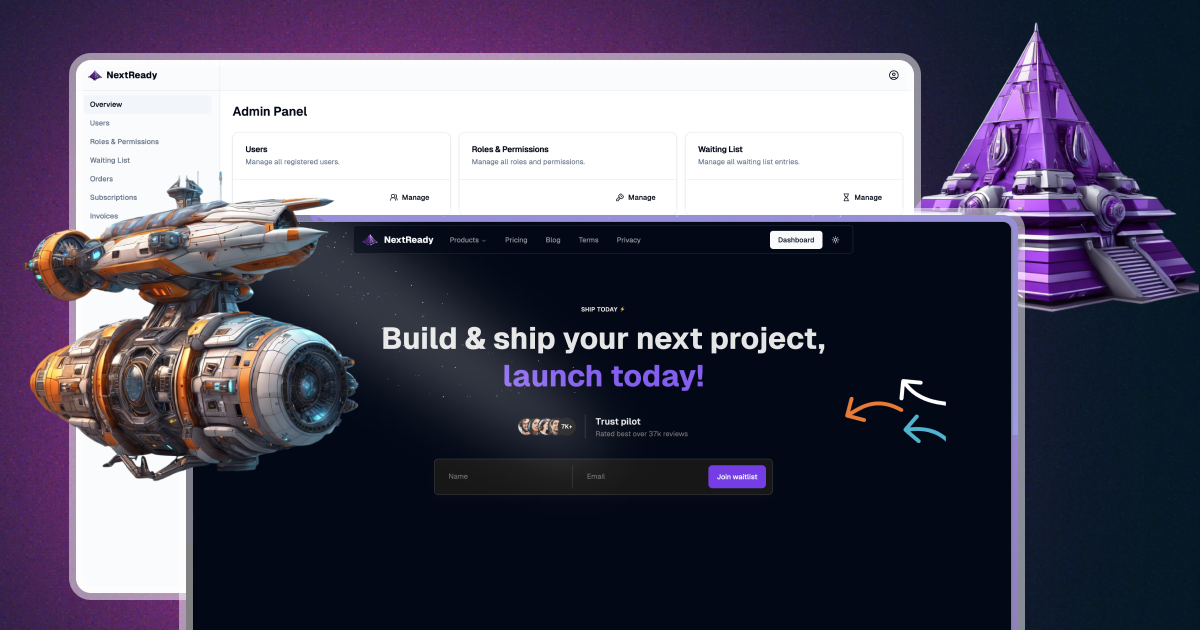 NextReady
Overview
Users
Roles & Permissions
Waiting List
Orders
Subscriptions
Invoices
Admin Panel
Users
Manage all registered users.
Manage
Roles & Permissions
Manage all roles and permissions.
Manage
Waiting List
Manage all waiting list entries.
Manage
NextReady
Products
Pricing
Blog
Terms
Privacy
Dashboard
SHIP TODAY ⚡
Build & ship your next project,
launch today!
7K+
Trust pilot
Rated best over 37k reviews
Name
Email
Join waitlist